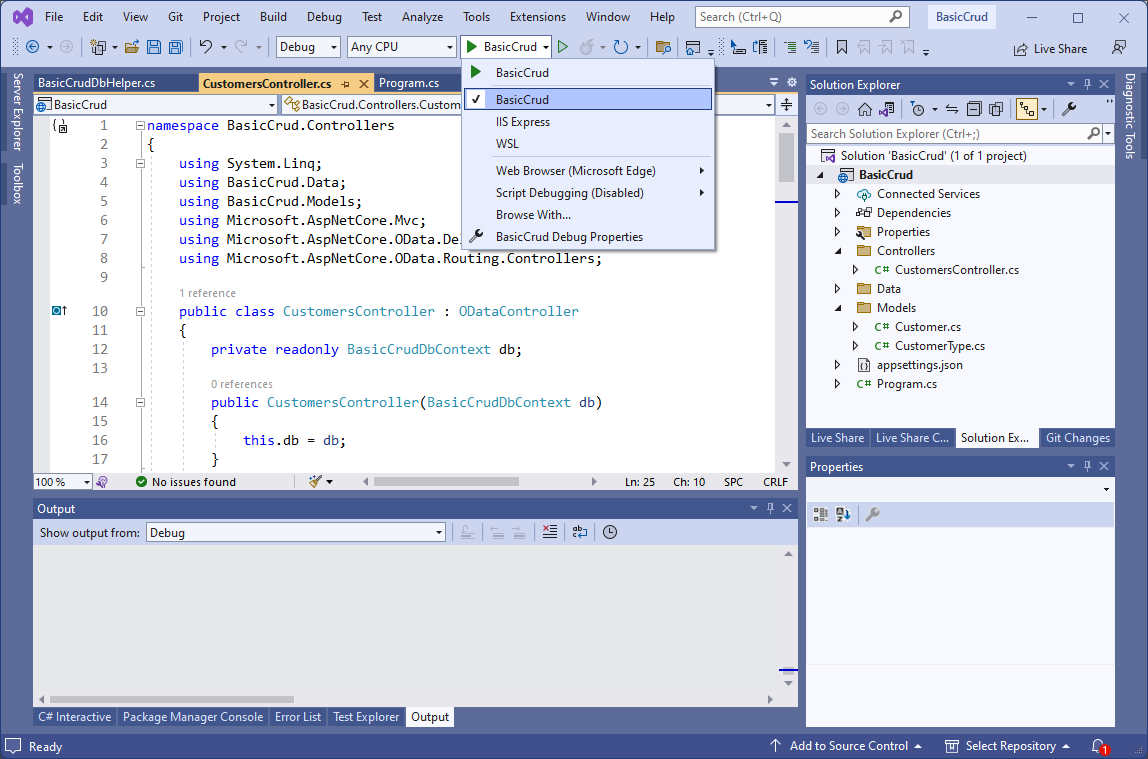 File Edit View Git Project Build Debug Test Analyze Tools Extensions Window Help Search (Ctrl+Q) BasicCrud
Debug Any CPU BasicCrud Live Share
Server Explorer
Toolbox
BasicCrudDbHelper.cs CustomersController.cs Program.cs
BasicCrud BasicCrud.Controllers.Custom
BasicCrud
BasicCrud
IIS Express
WSL
Web Browser (Microsoft Edge)
Script Debugging (Disabled)
Browse With...
BasicCrud Debug Properties
1 namespace BasicCrud.Controllers
2 {
3 using System.Linq;
4 using BasicCrud.Data;
5 using BasicCrud.Models;
6 using Microsoft.AspNetCore.Mvc;
7 using Microsoft.AspNetCore.OData.De
8 using Microsoft.AspNetCore.OData.Routing.Controllers;
9
1 reference
10 public class CustomersController : ODataController
11 {
12 private readonly BasicCrudDbContext db;
13
0 references
14 public CustomersController(BasicCrudDbContext db)
15 {
16 this.db = db;
17 }
100 % No issues found Ln: 25 Ch: 10 SPC CRLF
Output
Show output from: Debug
C# Interactive Package Manager Console Error List Test Explorer Output
Solution Explorer
Search Solution Explorer (Ctrl+;)
Solution 'BasicCrud' (1 of 1 project)
BasicCrud
Connected Services
Dependencies
Properties
Controllers
C# CustomersController.cs
Data
Models
C# Customer.cs
C# CustomerType.cs
appsettings.json
C# Program.cs
Live Share Live Share C... Solution Ex... Git Changes
Properties
Diagnostic Tools
Ready Add to Source Control Select Repository 1